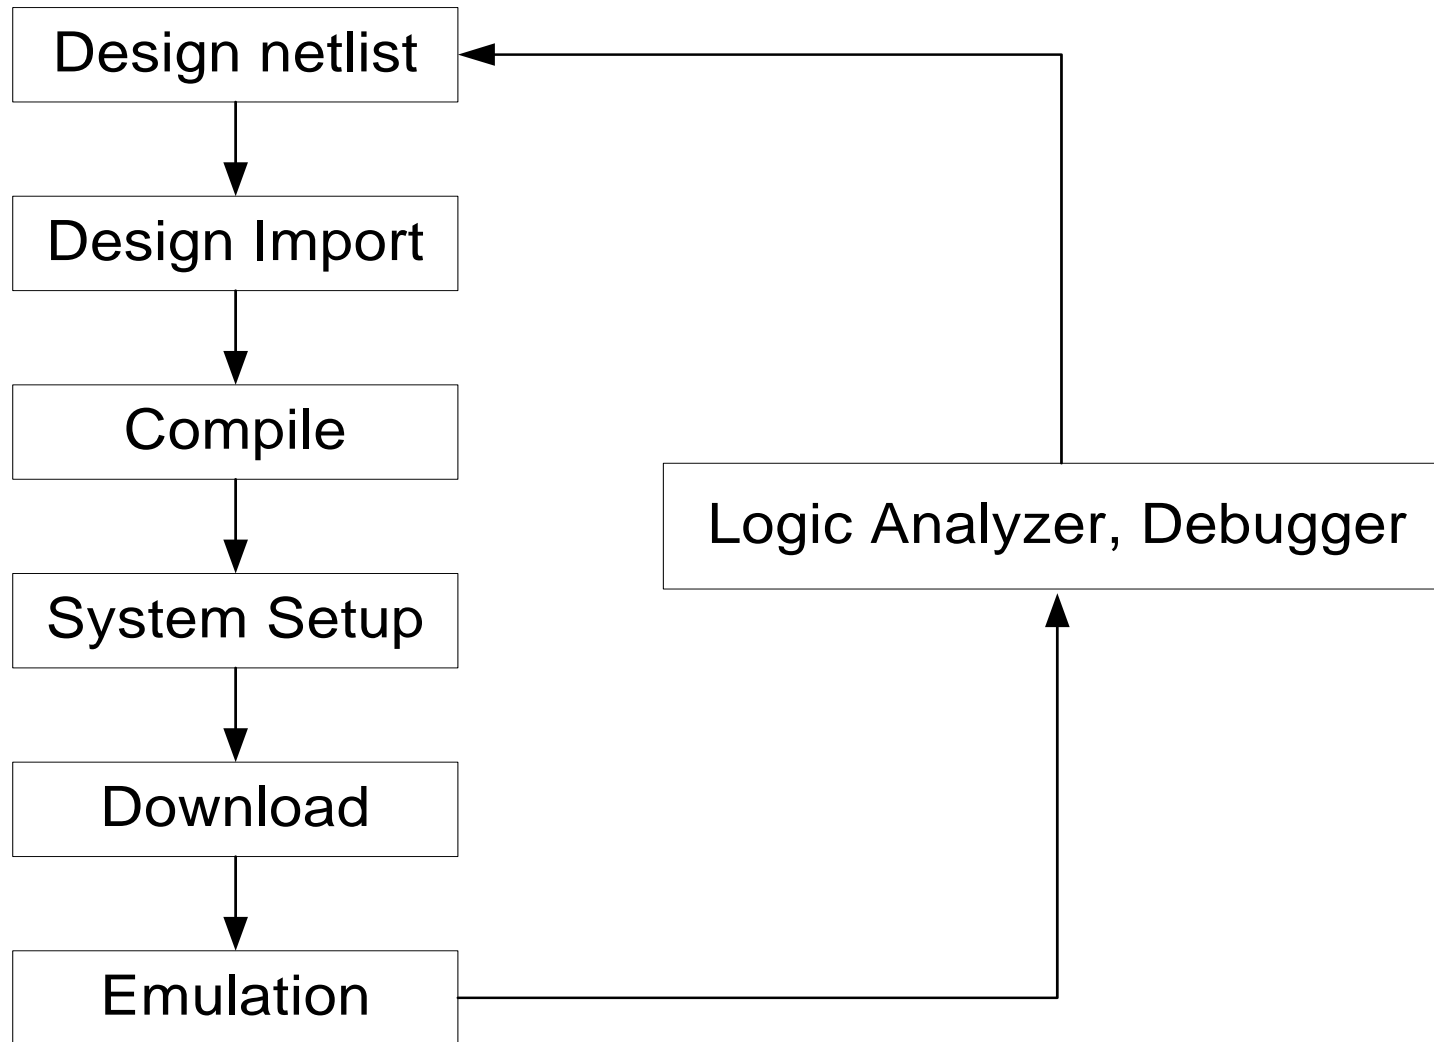 Design netlist
Design Import
Compile
System Setup
Download
Emulation
Logic Analyzer, Debugger